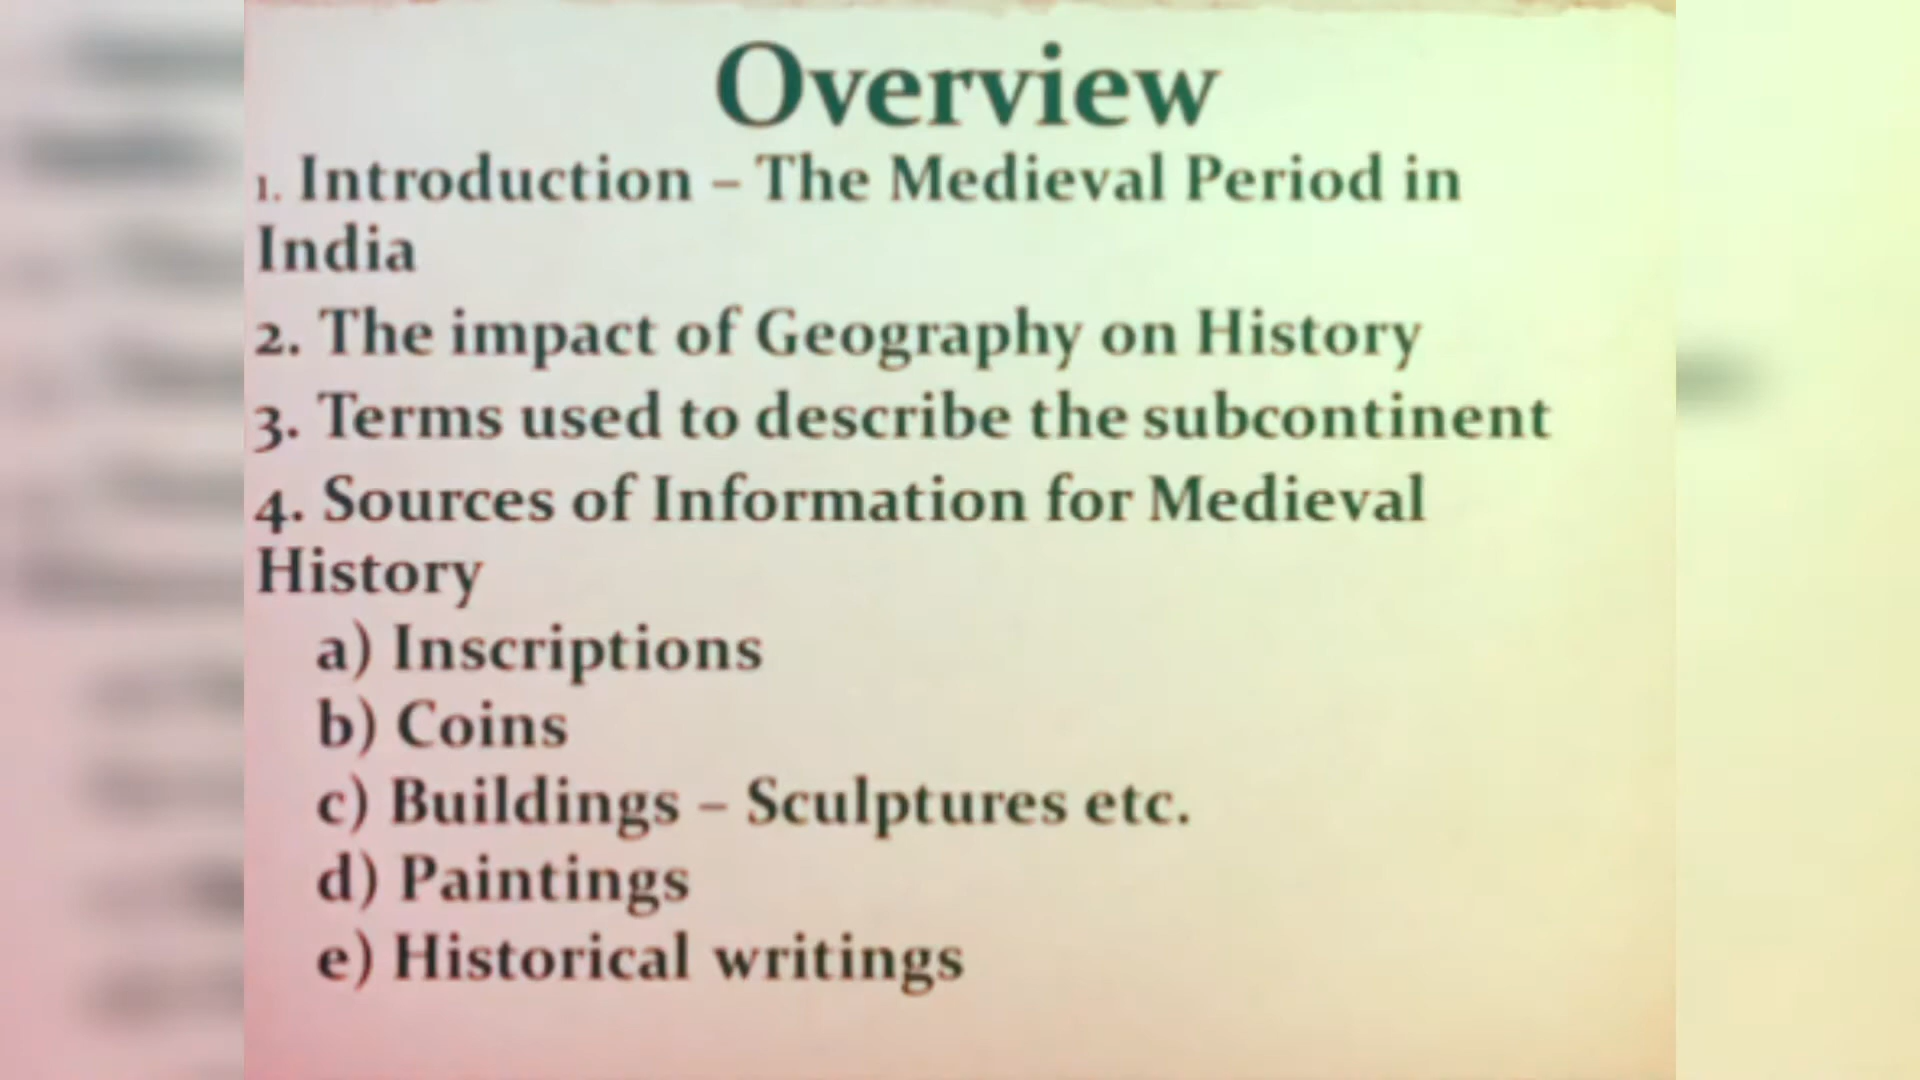 Overview
1. Introduction – The Medieval Period in
India
2. The impact of Geography on History
3. Terms used to describe the subcontinent
4. Sources of Information for Medieval
History
a) Inscriptions
b) Coins
c) Buildings – Sculptures etc.
d) Paintings
e) Historical writings